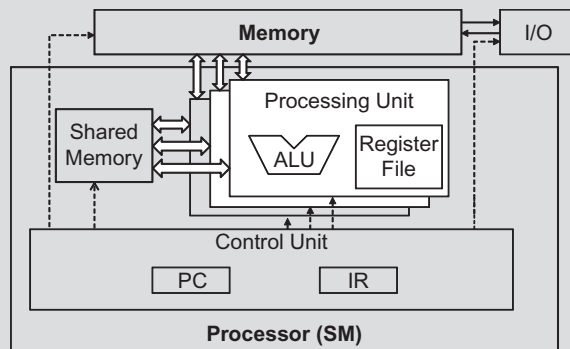 Memory
I/O
Processing Unit
Shared
Memory
ALU
Register
File
Control Unit
PC
IR
Processor (SM)